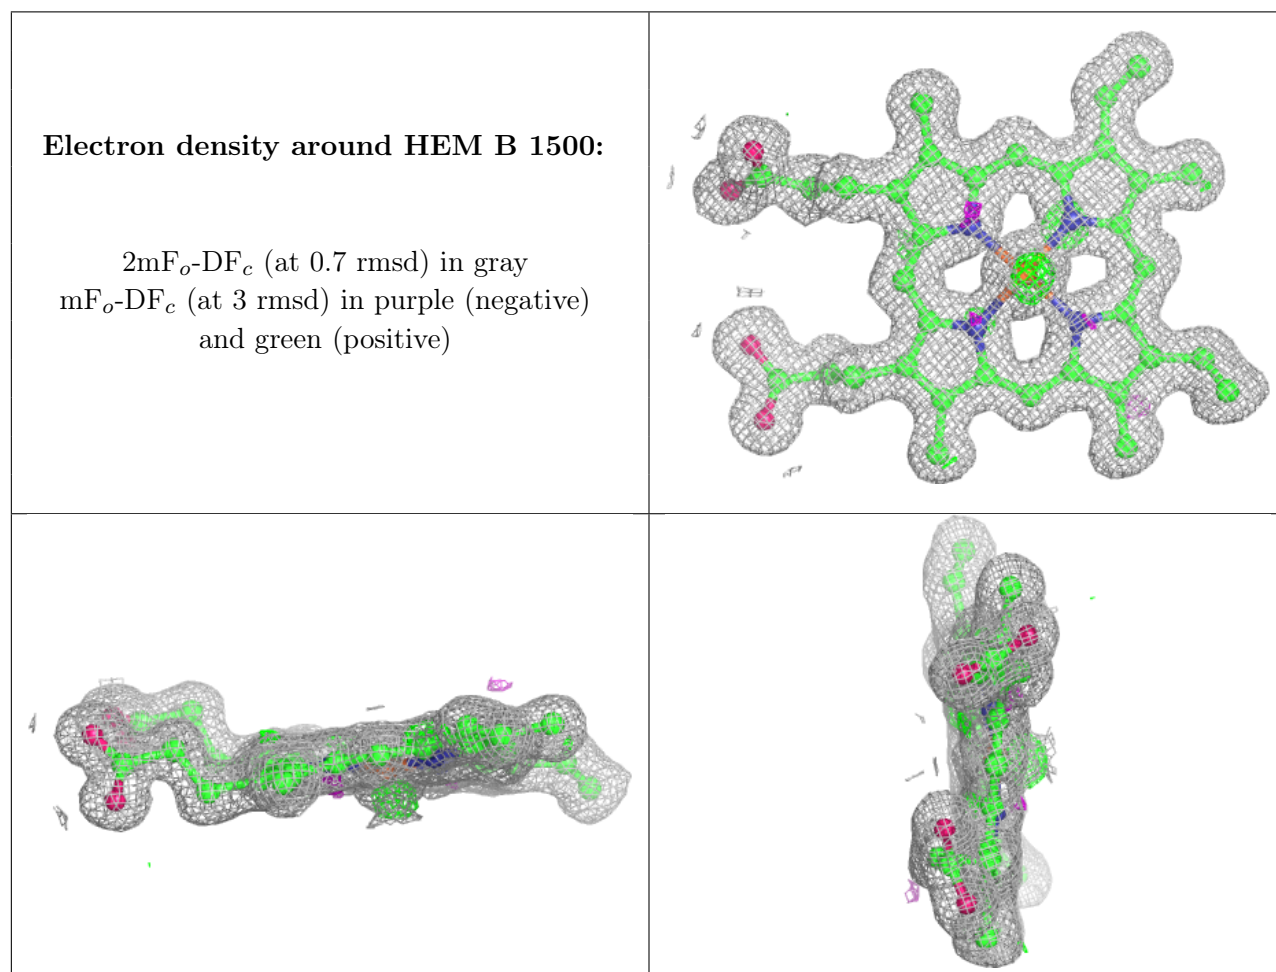 Electron density around HEM B 1500:
2mFo-DFc (at 0.7 rmsd) in gray
mFo-DFc (at 3 rmsd) in purple (negative)
and green (positive)